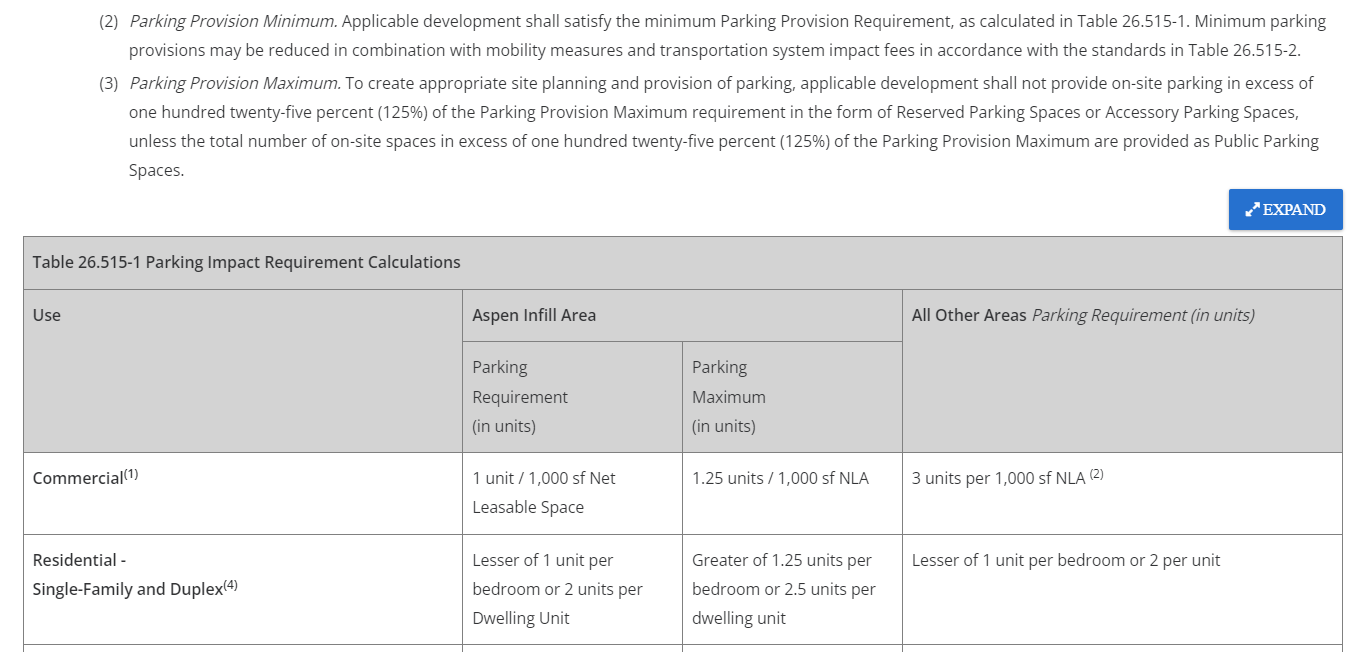 (2) Parking Provision Minimum. Applicable development shall satisfy the minimum Parking Provision Requirement, as calculated in Table 26.515-1. Minimum parking
provisions may be reduced in combination with mobility measures and transportation system impact fees in accordance with the standards in Table 26.515-2.
(3) Parking Provision Maximum. To create appropriate site planning and provision of parking, applicable development shall not provide on-site parking in excess of
one hundred twenty-five percent (125%) of the Parking Provision Maximum requirement in the form of Reserved Parking Spaces or Accessory Parking Spaces,
unless the total number of on-site spaces in excess of one hundred twenty-five percent (125%) of the Parking Provision Maximum are provided as Public Parking
Spaces.
EXPAND
Table 26.515-1 Parking Impact Requirement Calculations
Use
Aspen Infill Area
All Other Areas Parking Requirement (in units)
Parking
Requirement
(in units)
Parking
Maximum
(in units)
Commercial(1)
1 unit / 1,000 sf Net
Leasable Space
1.25 units / 1,000 sf NLA
3 units per 1,000 sf NLA (2)
Residential -
Single-Family and Duplex(4)
Lesser of 1 unit per
bedroom or 2 units per
Dwelling Unit
Greater of 1.25 units per
bedroom or 2.5 units per
dwelling unit
Lesser of 1 unit per bedroom or 2 per unit